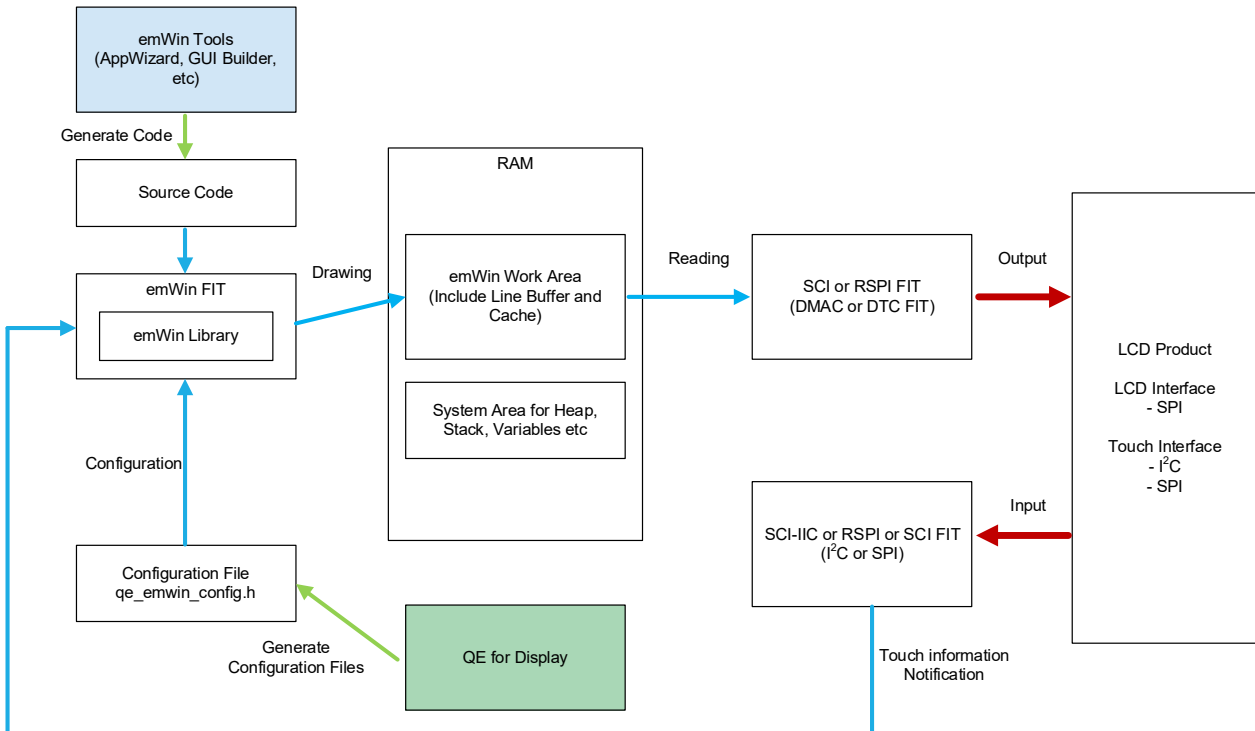 emWin Tools
(AppWizard, GUI Builder,
etc)
Generate Code
Source Code
emWin FIT
emWin Library
Configuration
Configuration File
qe_emwin_config.h
Generate
Configuration Files
QE for Display
Drawing
RAM
emWin Work Area
(Include Line Buffer and
Cache)
System Area for Heap,
Stack, Variables etc
Reading
SCI or RSPI FIT
(DMAC or DTC FIT)
Output
LCD Product
LCD Interface
- SPI
Touch Interface
- I²C
- SPI
Input
SCI-IIC or RSPI or SCI FIT
(I²C or SPI)
Touch information
Notification